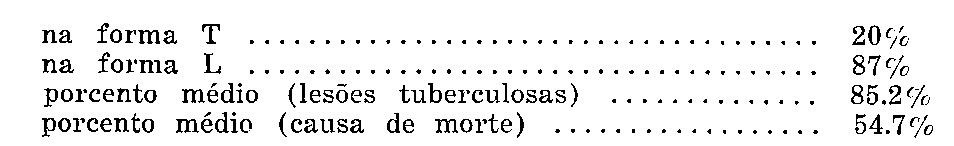 na forma T ...................................... 20%
na forma L ...................................... 87%
porcento médio (lesões tuberculosas) .............. 85.2%
porcento médio (causa de morte) .................. 54.7%